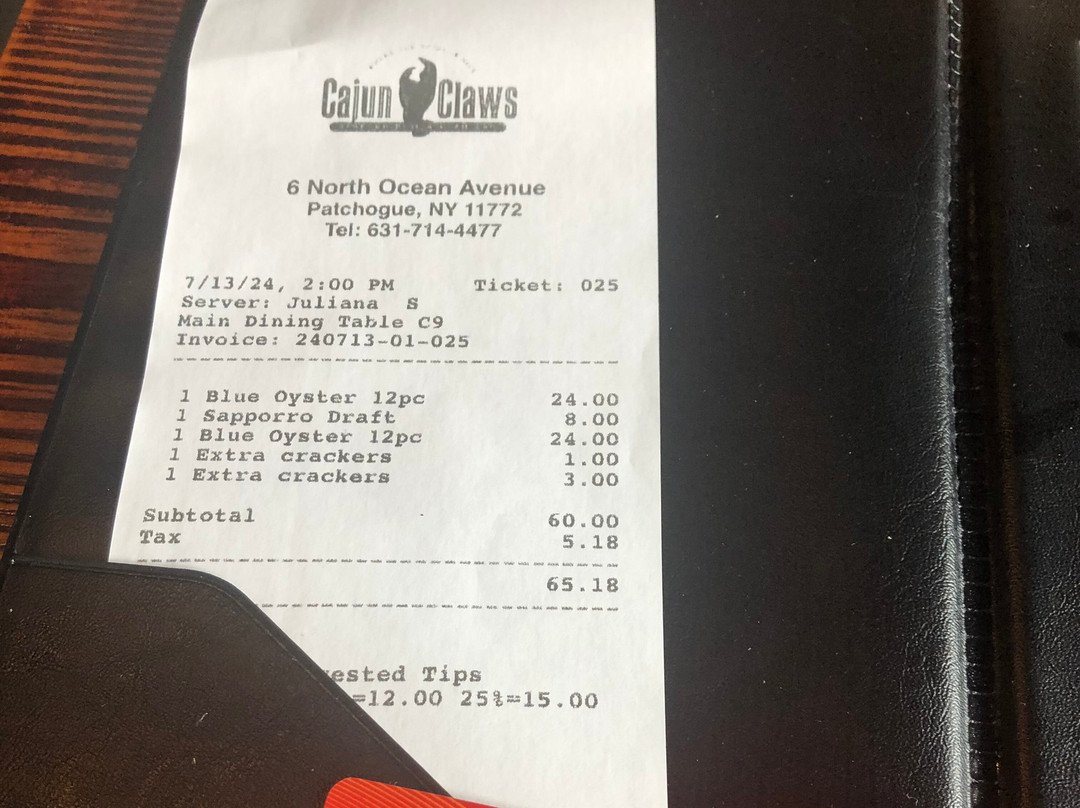 Cajun Claws
6 North Ocean Avenue
Patchogue, NY 11772
Tel: 631-714-4477
7/13/24, 2:00 PM Ticket: 025
Server: Juliana S
Main Dining Table C9
Invoice: 240713-01-025
1 Blue Oyster 12pc 24.00
1 Sapporro Draft 8.00
1 Blue Oyster 12pc 24.00
1 Extra crackers 1.00
1 Extra crackers 3.00
Subtotal 60.00
Tax 5.18
65.18
ested Tips
=12.00 25%=15.00